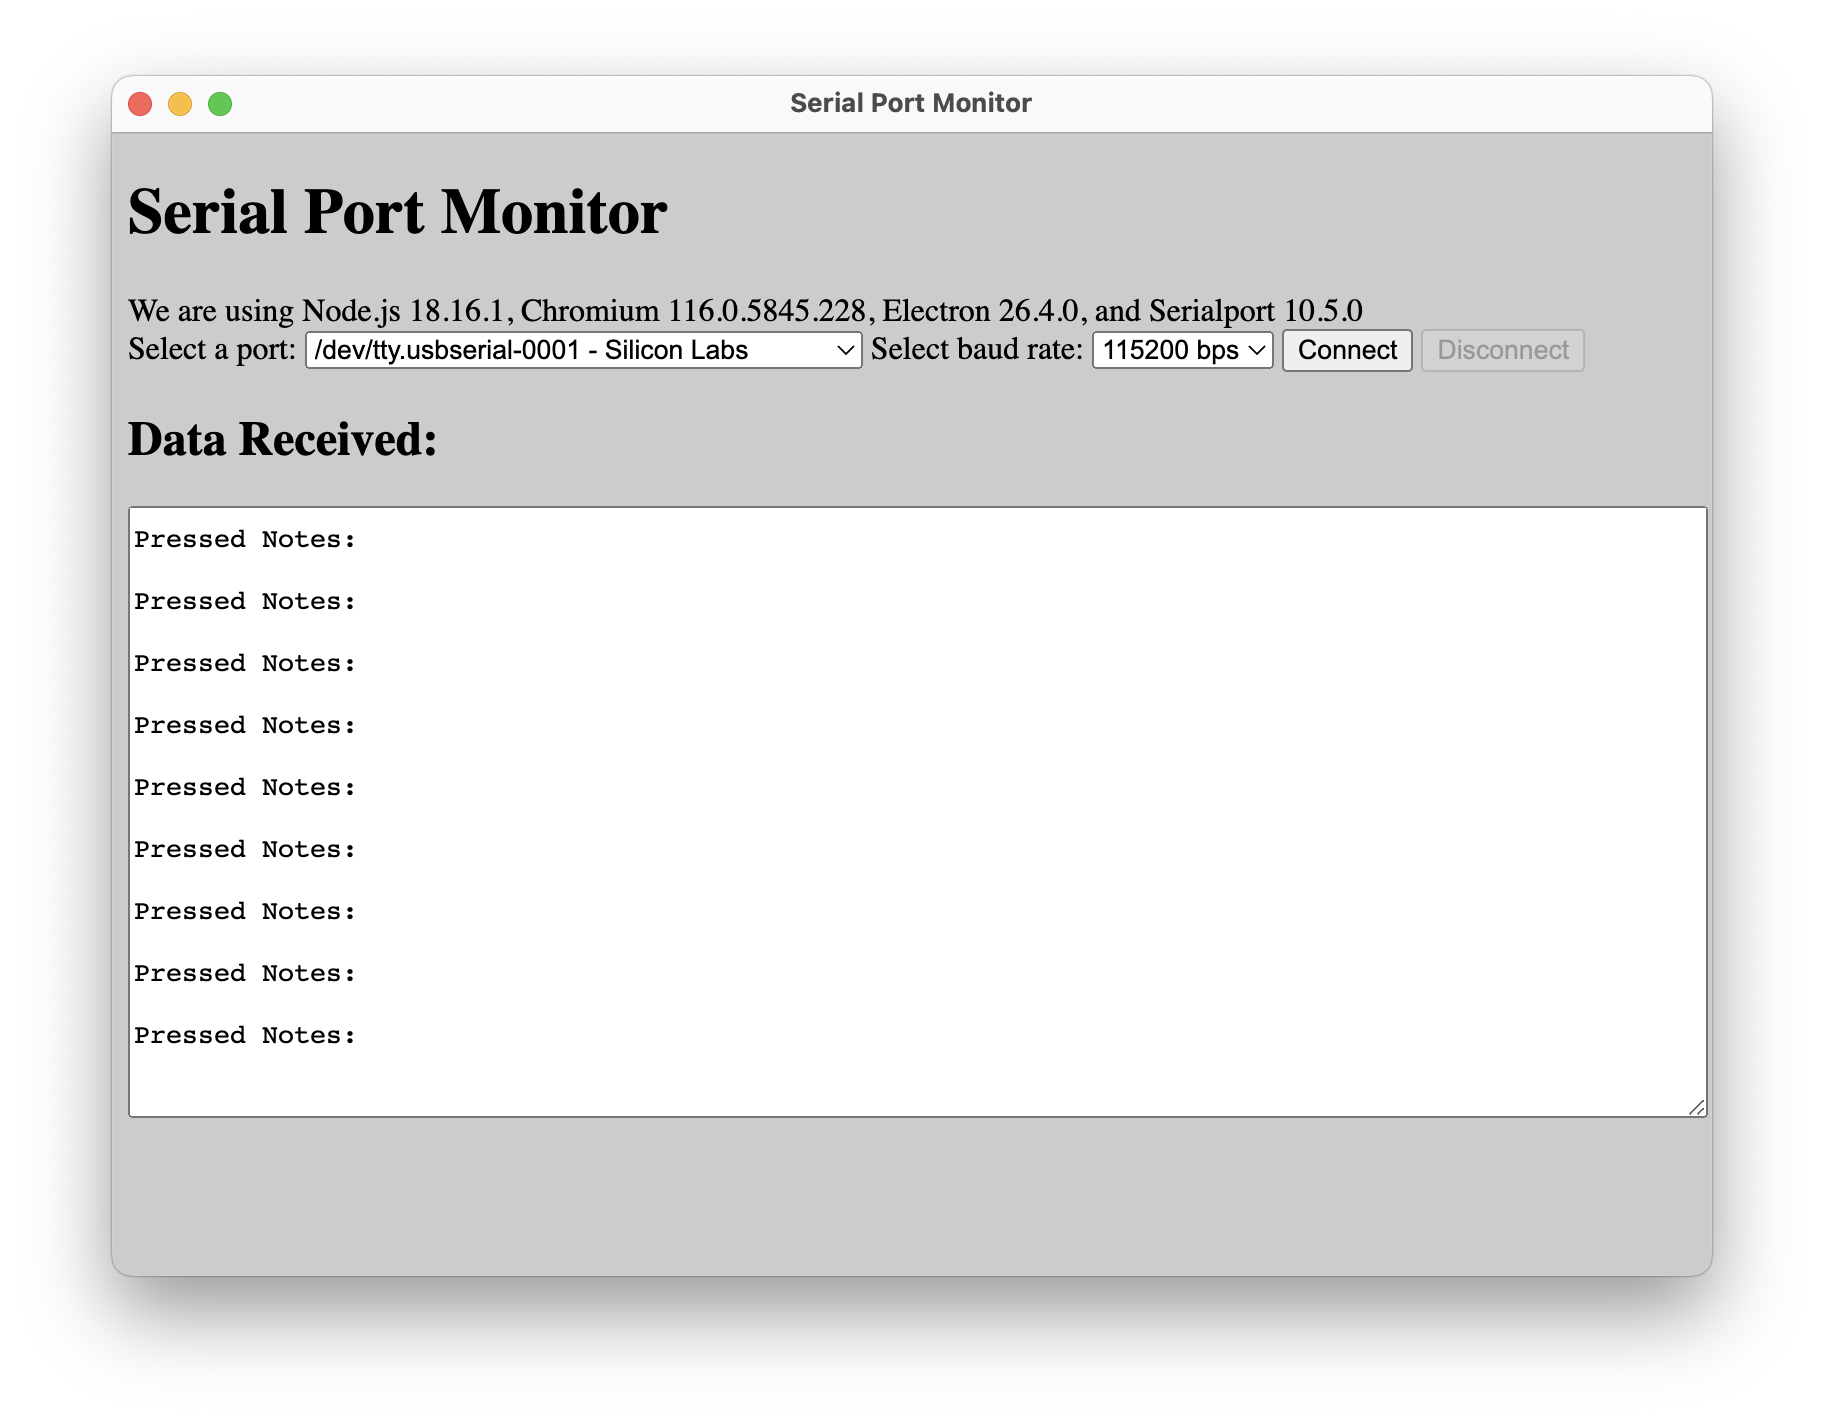 Serial Port Monitor
Serial Port Monitor
We are using Node.js 18.16.1, Chromium 116.0.5845.228, Electron 26.4.0, and Serialport 10.5.0
Select a port: /dev/tty.usbserial-0001 - Silicon Labs Select baud rate: 115200 bps Connect Disconnect
Data Received:
Pressed Notes:
Pressed Notes:
Pressed Notes:
Pressed Notes:
Pressed Notes:
Pressed Notes:
Pressed Notes:
Pressed Notes:
Pressed Notes: